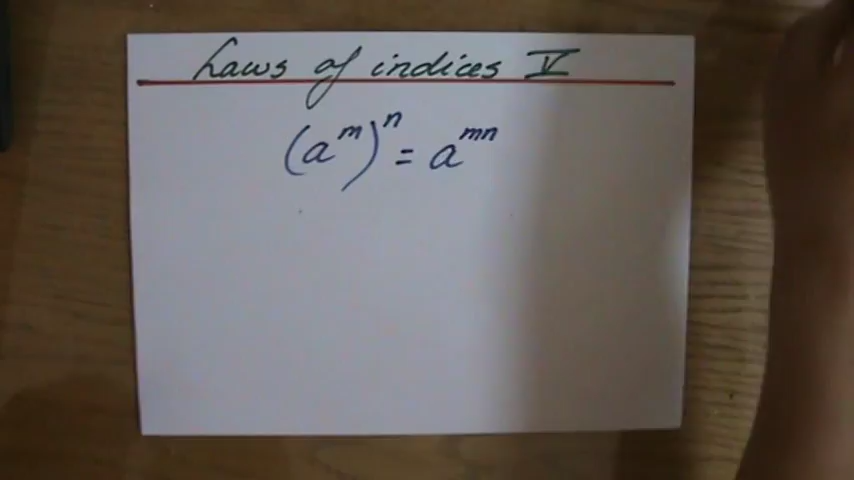 Laws of indices V
(a^m)^n = a^mn